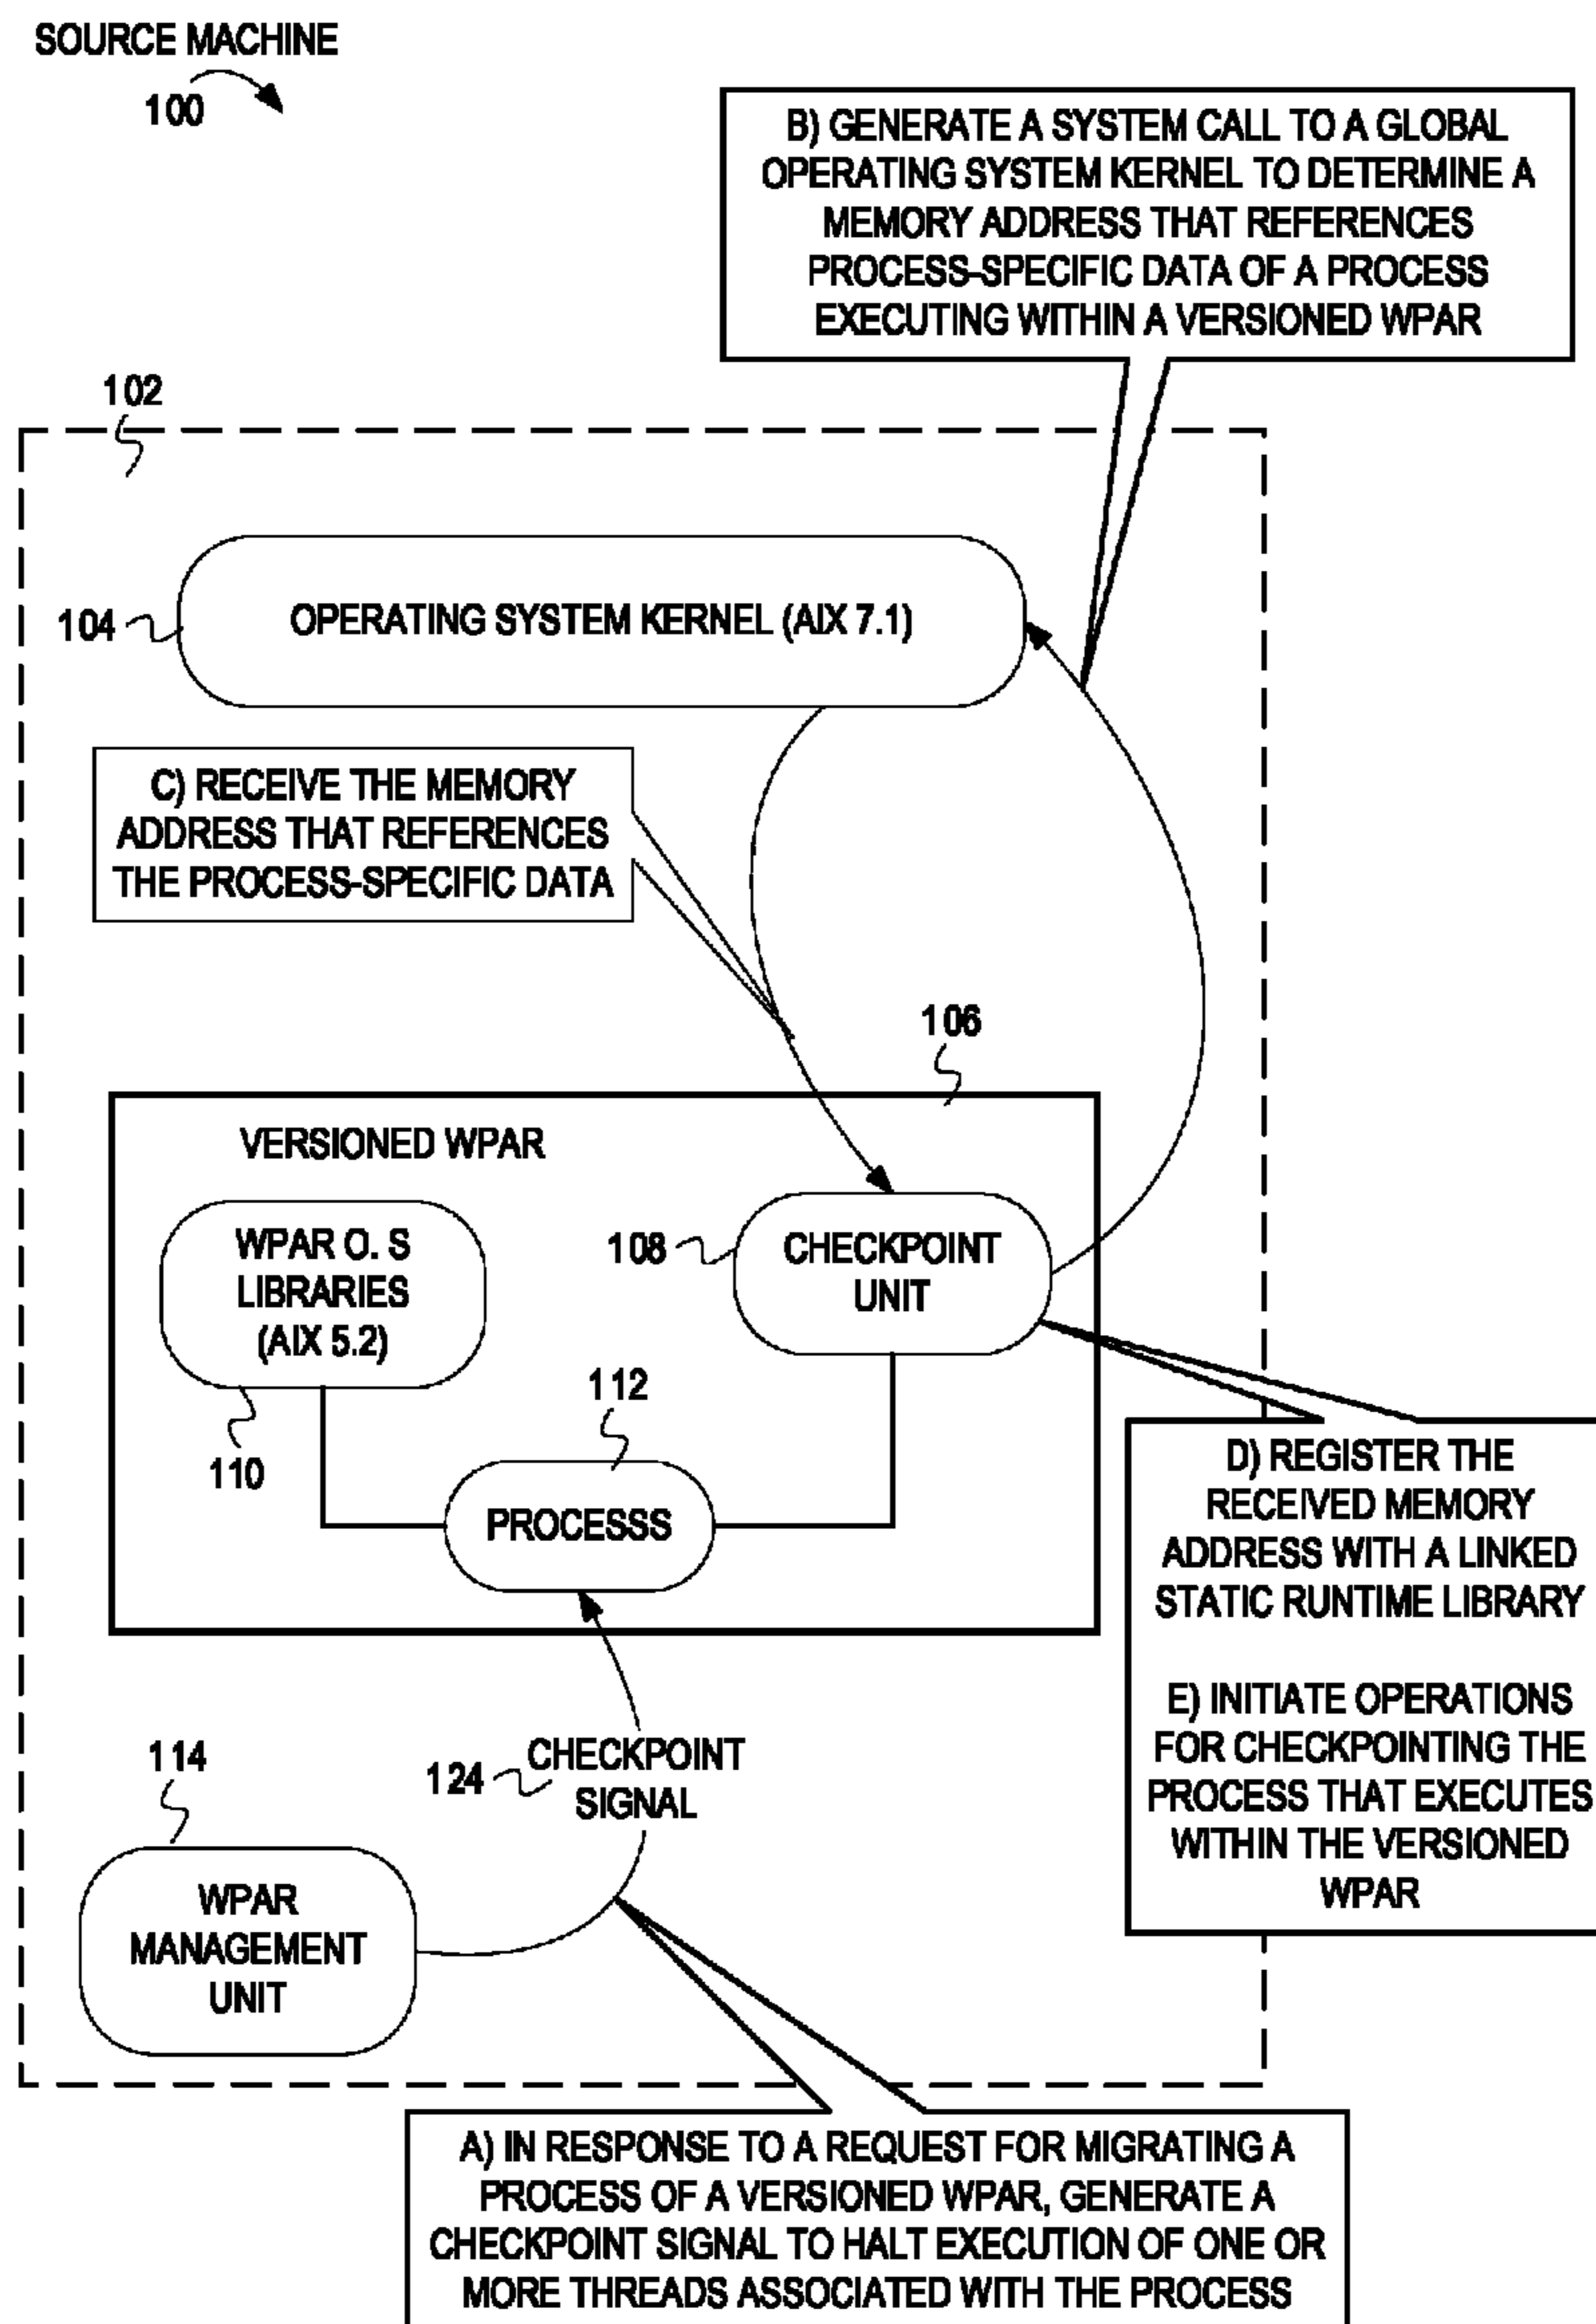 SOURCE MACHINE
100
B) GENERATE A SYSTEM CALL TO A GLOBAL
OPERATING SYSTEM KERNEL TO DETERMINE A
MEMORY ADDRESS THAT REFERENCES
PROCESS-SPECIFIC DATA OF A PROCESS
EXECUTING WITHIN A VERSIONED WPAR
102
104
OPERATING SYSTEM KERNEL (AIX 7.1)
C) RECEIVE THE MEMORY
ADDRESS THAT REFERENCES
THE PROCESS-SPECIFIC DATA
106
VERSIONED WPAR
WPAR O. S
LIBRARIES
(AIX 5.2)
110
108
CHECKPOINT
UNIT
112
PROCESSS
D) REGISTER THE
RECEIVED MEMORY
ADDRESS WITH A LINKED
STATIC RUNTIME LIBRARY
E) INITIATE OPERATIONS
FOR CHECKPOINTING THE
PROCESS THAT EXECUTES
WITHIN THE VERSIONED
WPAR
124
CHECKPOINT
SIGNAL
114
WPAR
MANAGEMENT
UNIT
A) IN RESPONSE TO A REQUEST FOR MIGRATING A
PROCESS OF A VERSIONED WPAR, GENERATE A
CHECKPOINT SIGNAL TO HALT EXECUTION OF ONE OR
MORE THREADS ASSOCIATED WITH THE PROCESS